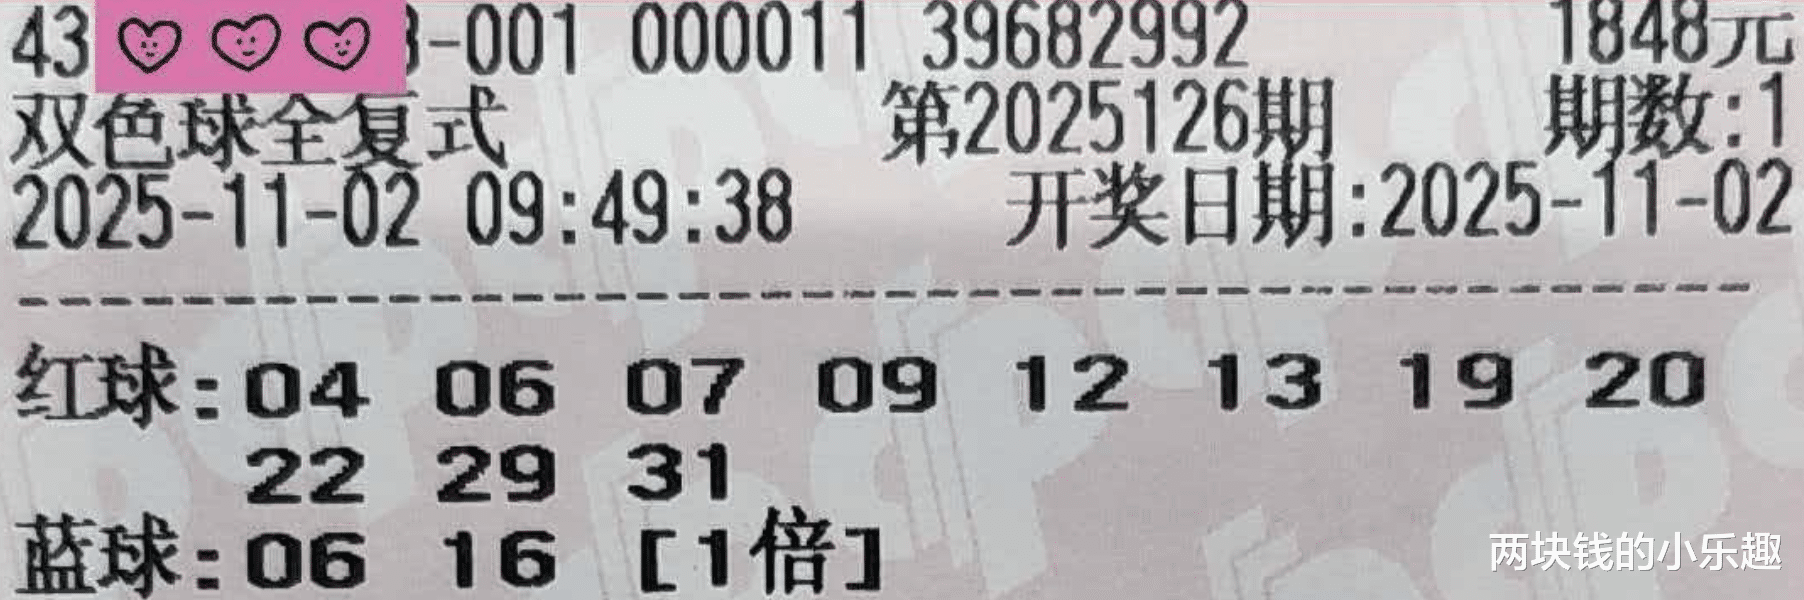 43 3-001 000011 39682992 1848元
双色球全复式 第2025126期 期数:1
2025-11-02 09:49:38 开奖日期:2025-11-02
红球:04 06 07 09 12 13 19 20
22 29 31
蓝球:06 16 [1倍]
两块钱的小乐趣